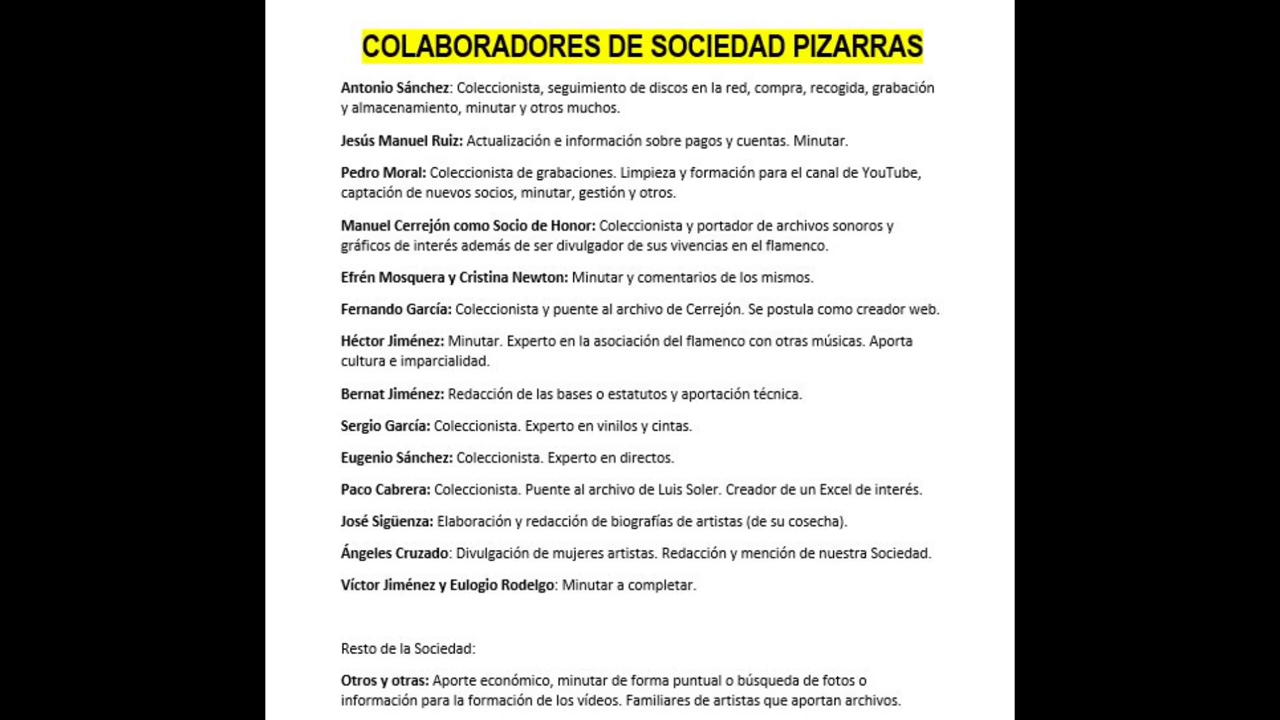 COLABORADORES DE SOCIEDAD PIZARRAS
Antonio Sánchez: Coleccionista, seguimiento de discos en la red, compra, recogida, grabación
y almacenamiento, minutar y otros muchos.
Jesús Manuel Ruiz: Actualización e información sobre pagos y cuentas. Minutar.
Pedro Moral: Coleccionista de grabaciones. Limpieza y formación para el canal de YouTube,
captación de nuevos socios, minutar, gestión y otros.
Manuel Cerrejón como Socio de Honor: Coleccionista y portador de archivos sonoros y
gráficos de interés además de ser divulgador de sus vivencias en el flamenco.
Efrén Mosquera y Cristina Newton: Minutar y comentarios de los mismos.
Fernando García: Coleccionista y puente al archivo de Cerrejón. Se postula como creador web.
Héctor Jiménez: Minutar. Experto en la asociación del flamenco con otras músicas. Aporta
cultura e imparcialidad.
Bernat Jiménez: Redacción de las bases o estatutos y aportación técnica.
Sergio García: Coleccionista. Experto en vinilos y cintas.
Eugenio Sánchez: Coleccionista. Experto en directos.
Paco Cabrera: Coleccionista. Puente al archivo de Luis Soler. Creador de un Excel de interés.
José Sigüenza: Elaboración y redacción de biografías de artistas (de su cosecha).
Ángeles Cruzado: Divulgación de mujeres artistas. Redacción y mención de nuestra Sociedad.
Víctor Jiménez y Eulogio Rodelgo: Minutar a completar.
Resto de la Sociedad:
Otros y otras: Aporte económico, minutar de forma puntual o búsqueda de fotos o
información para la formación de los vídeos. Familiares de artistas que aportan archivos.